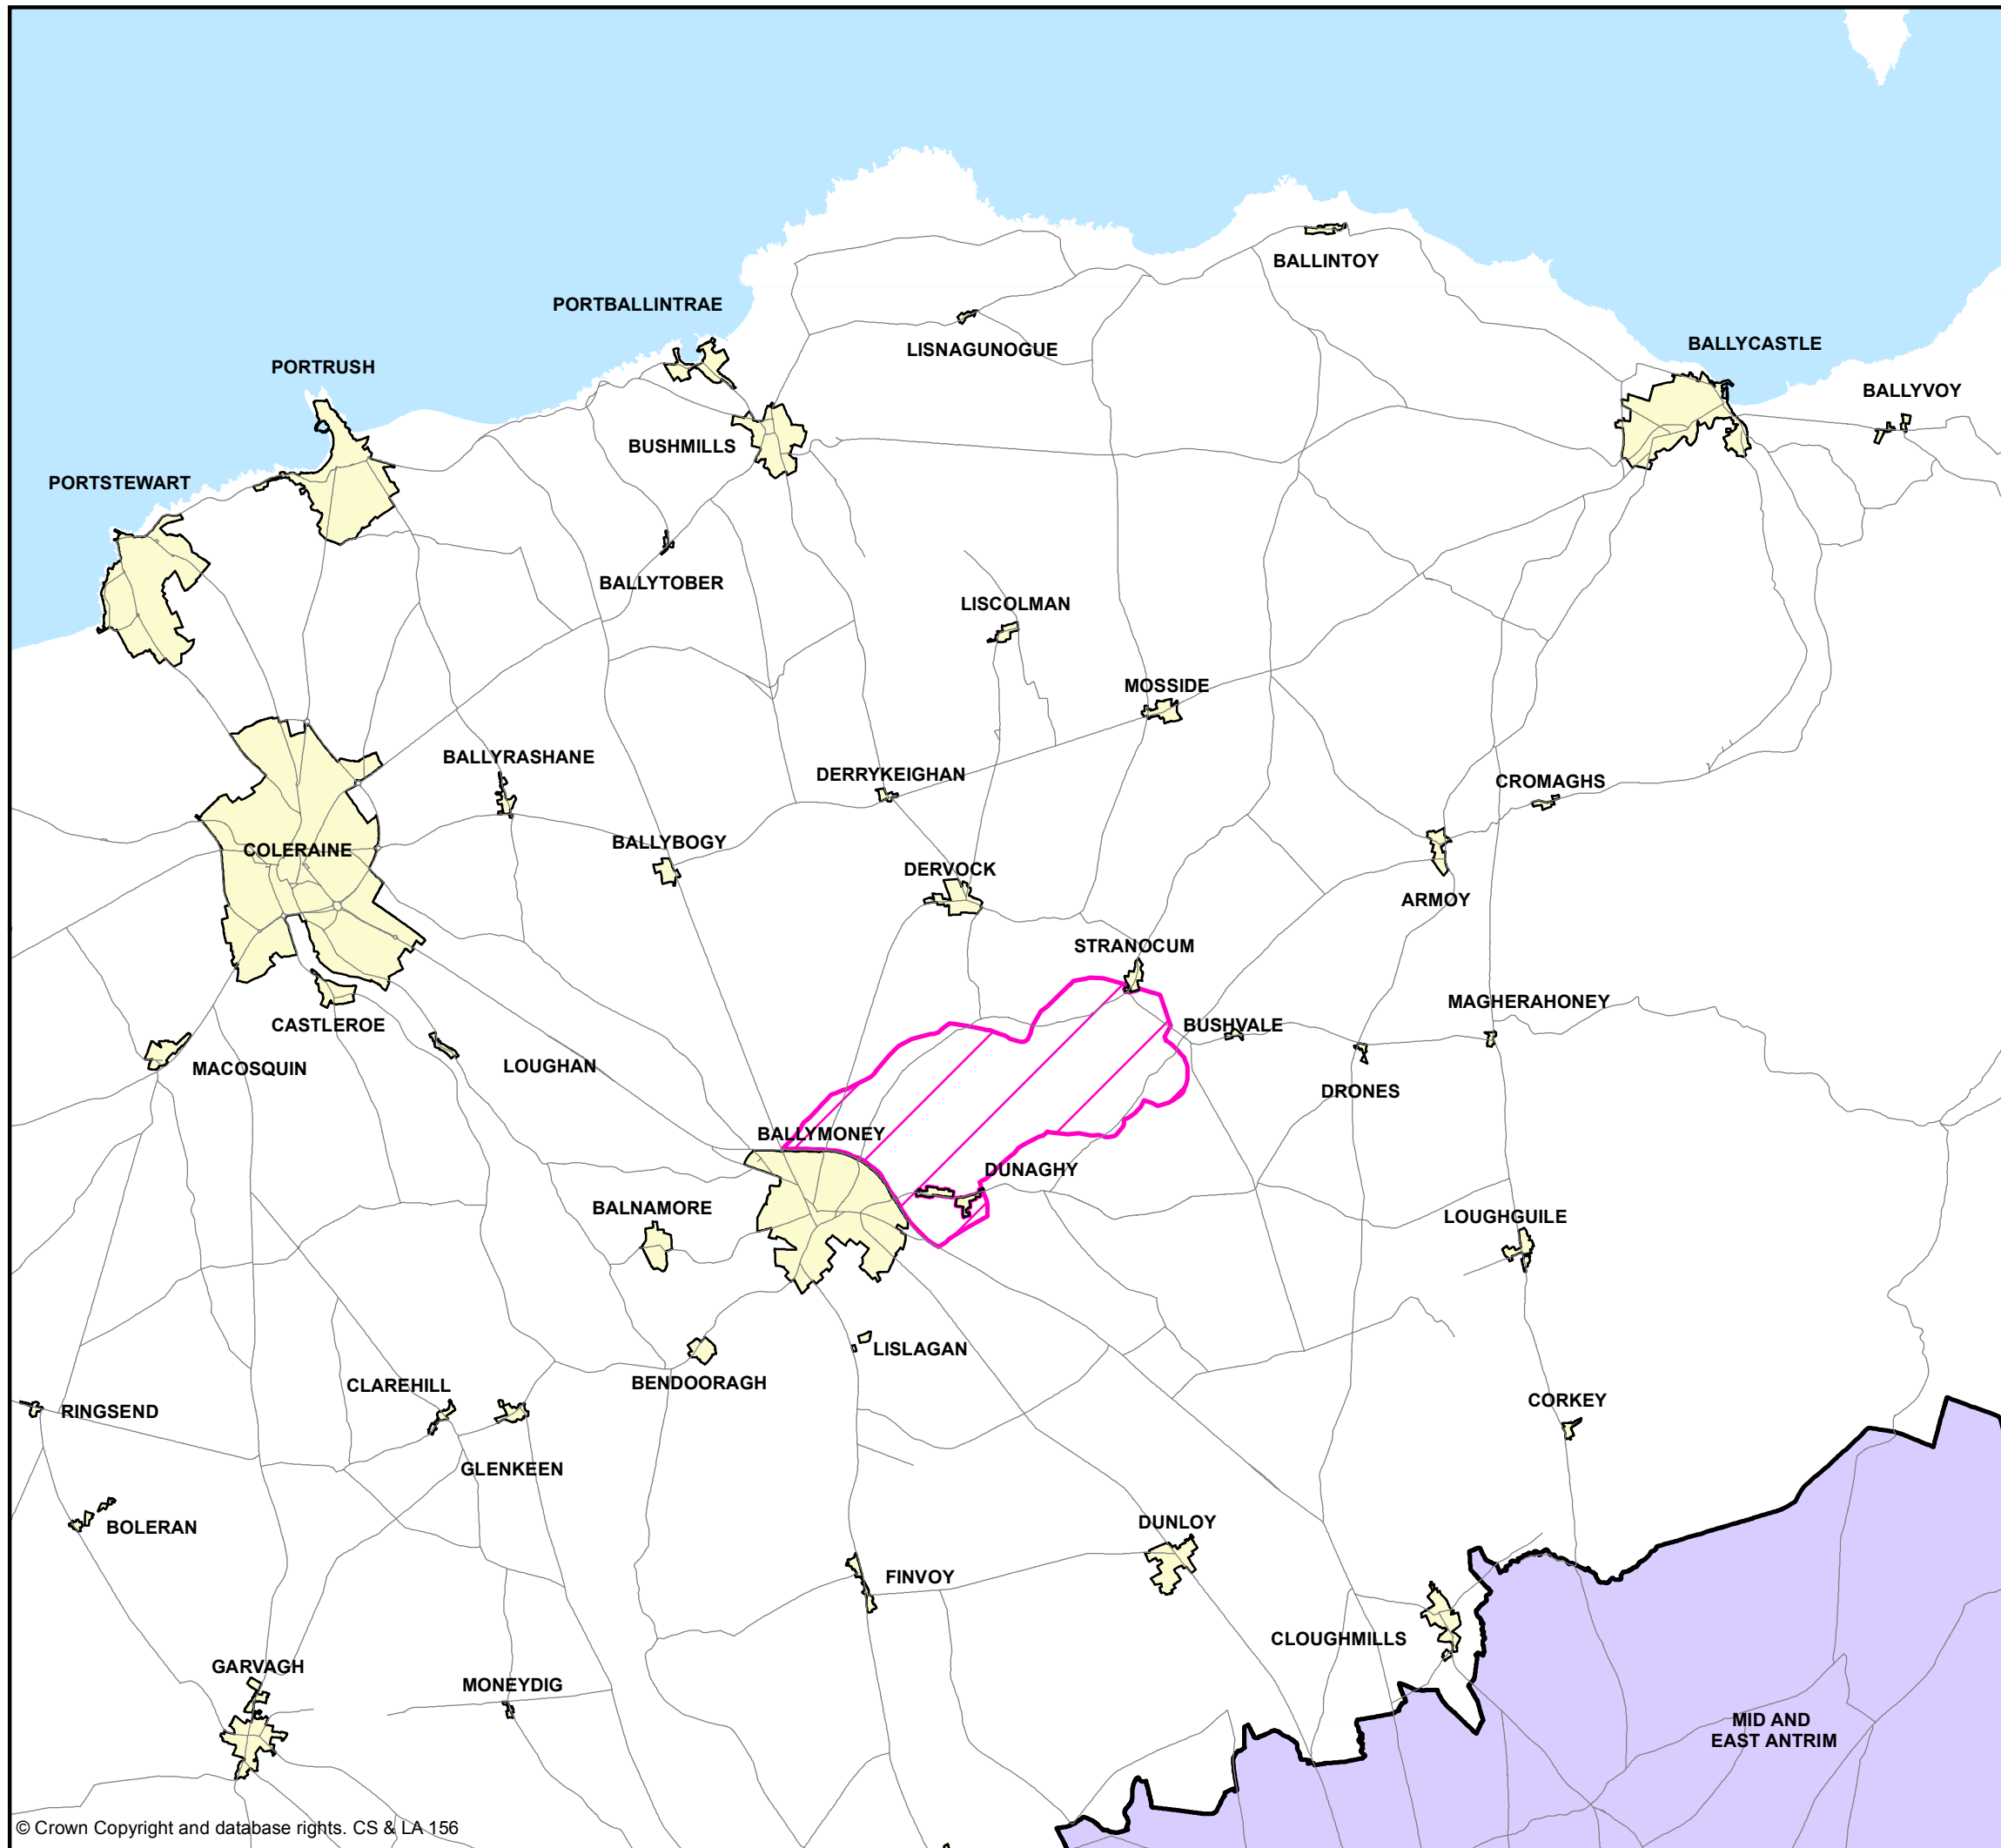 BALLINTOY
PORTBALLINTRAE
LISNAGUNOGUE
BALLYCASTLE
PORTRUSH
BALLYVOY
BUSHMILLS
PORTSTEWART
BALLYTOBER
LISCOLMAN
MOSSIDE
BALLYRASHANE
DERRYKEIGHAN
CROMAGHS
BALLYBOGY
COLERAINE
DERVOCK
ARMOY
STRANOCUM
MAGHERAHONEY
CASTLEROE
BUSHVALE
LOUGHAN
MACOSQUIN
DRONES
BALLYMONEY
DUNAGHY
BALNAMORE
LOUGHGUILE
LISLAGAN
BENDOORAGH
CLAREHILL
CORKEY
RINGSEND
GLENKEEN
DUNLOY
BOLERAN
FINVOY
CLOUGHMILLS
GARVAGH
MONEYDIG
MID AND
EAST ANTRIM
© Crown Copyright and database rights. CS & LA 156